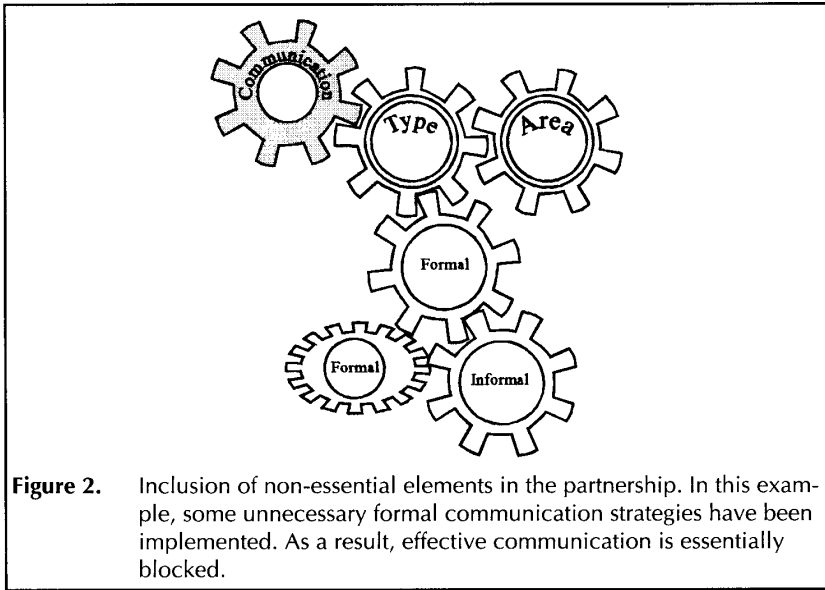 Communication
Type
Area
Formal
Formal
Informal
Figure 2. Inclusion of non-essential elements in the partnership. In this exam-
ple, some unnecessary formal communication strategies have been
implemented. As a result, effective communication is essentially
blocked.